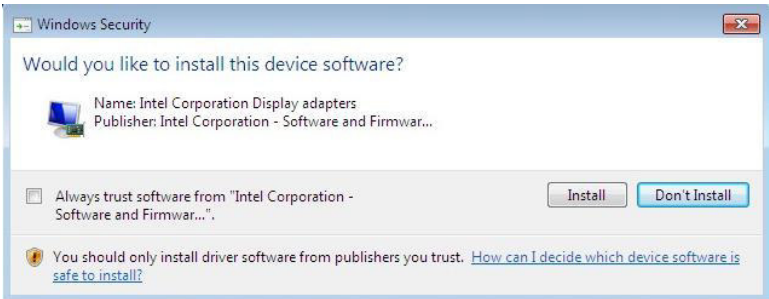 Windows Security
Would you like to install this device software?
Name: Intel Corporation Display adapters
Publisher: Intel Corporation - Software and Firmwar...
Always trust software from "Intel Corporation -
Software and Firmwar...".
Install
Don't Install
You should only install driver software from publishers you trust. How can I decide which device software is
safe to install?